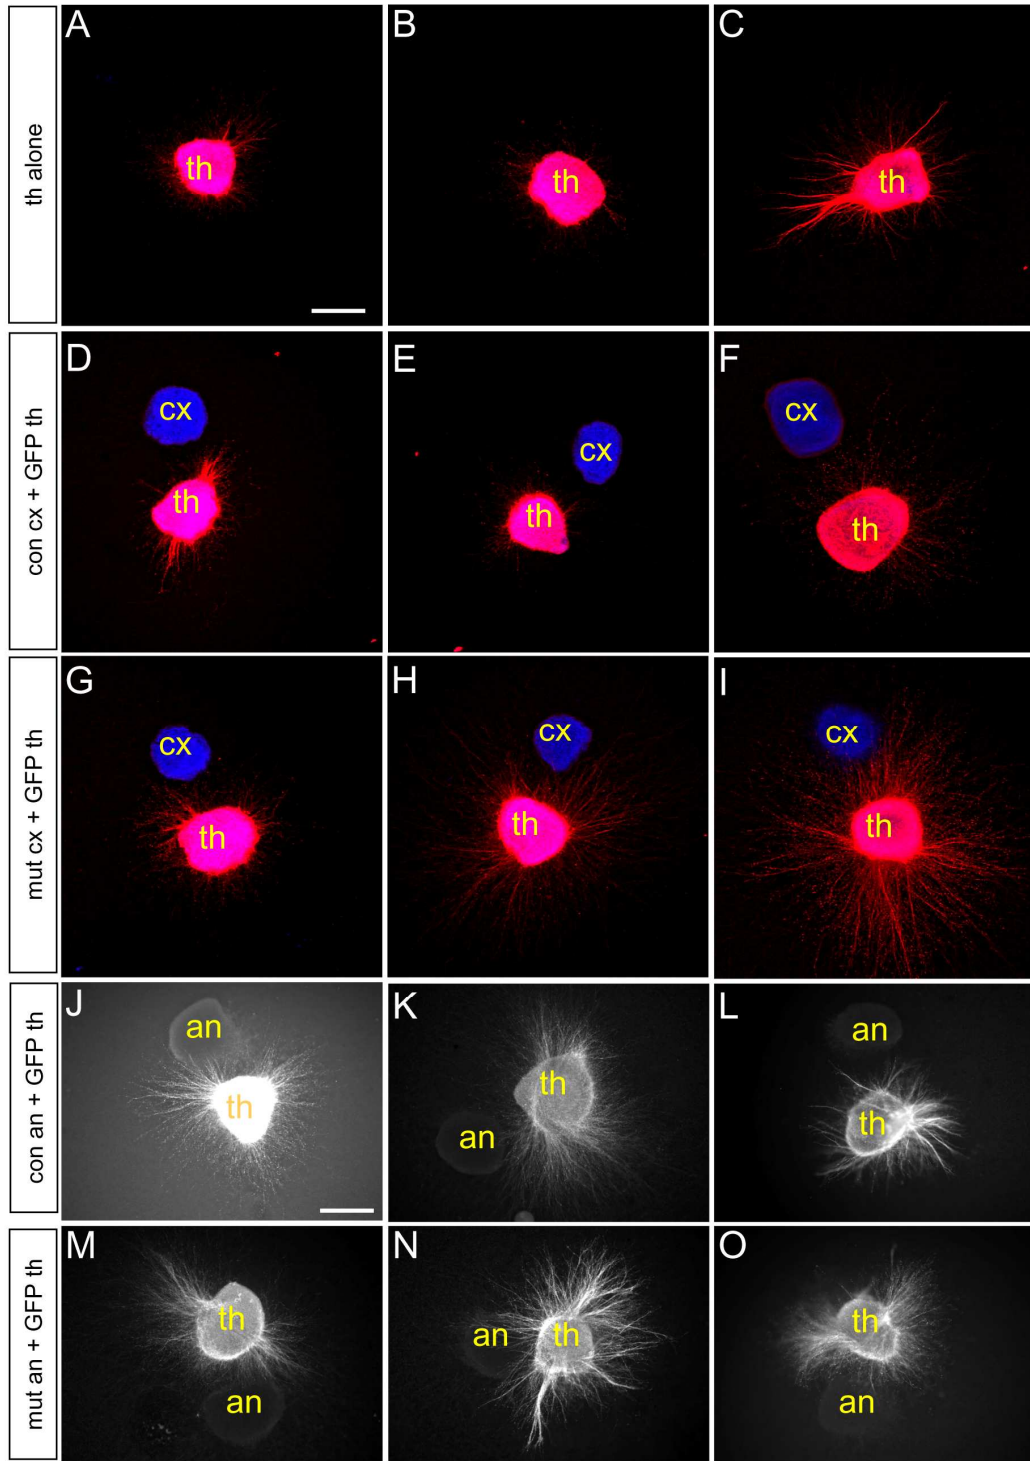 th alone
A
th
B
th
C
th
con cx + GFP th
D
cx
th
E
cx
th
F
cx
th
mut cx + GFP th
G
cx
th
H
cx
th
I
cx
th
con an + GFP th
J
an
th
K
th
an
L
an
th
mut an + GFP th
M
th
an
N
an
th
O
th
an